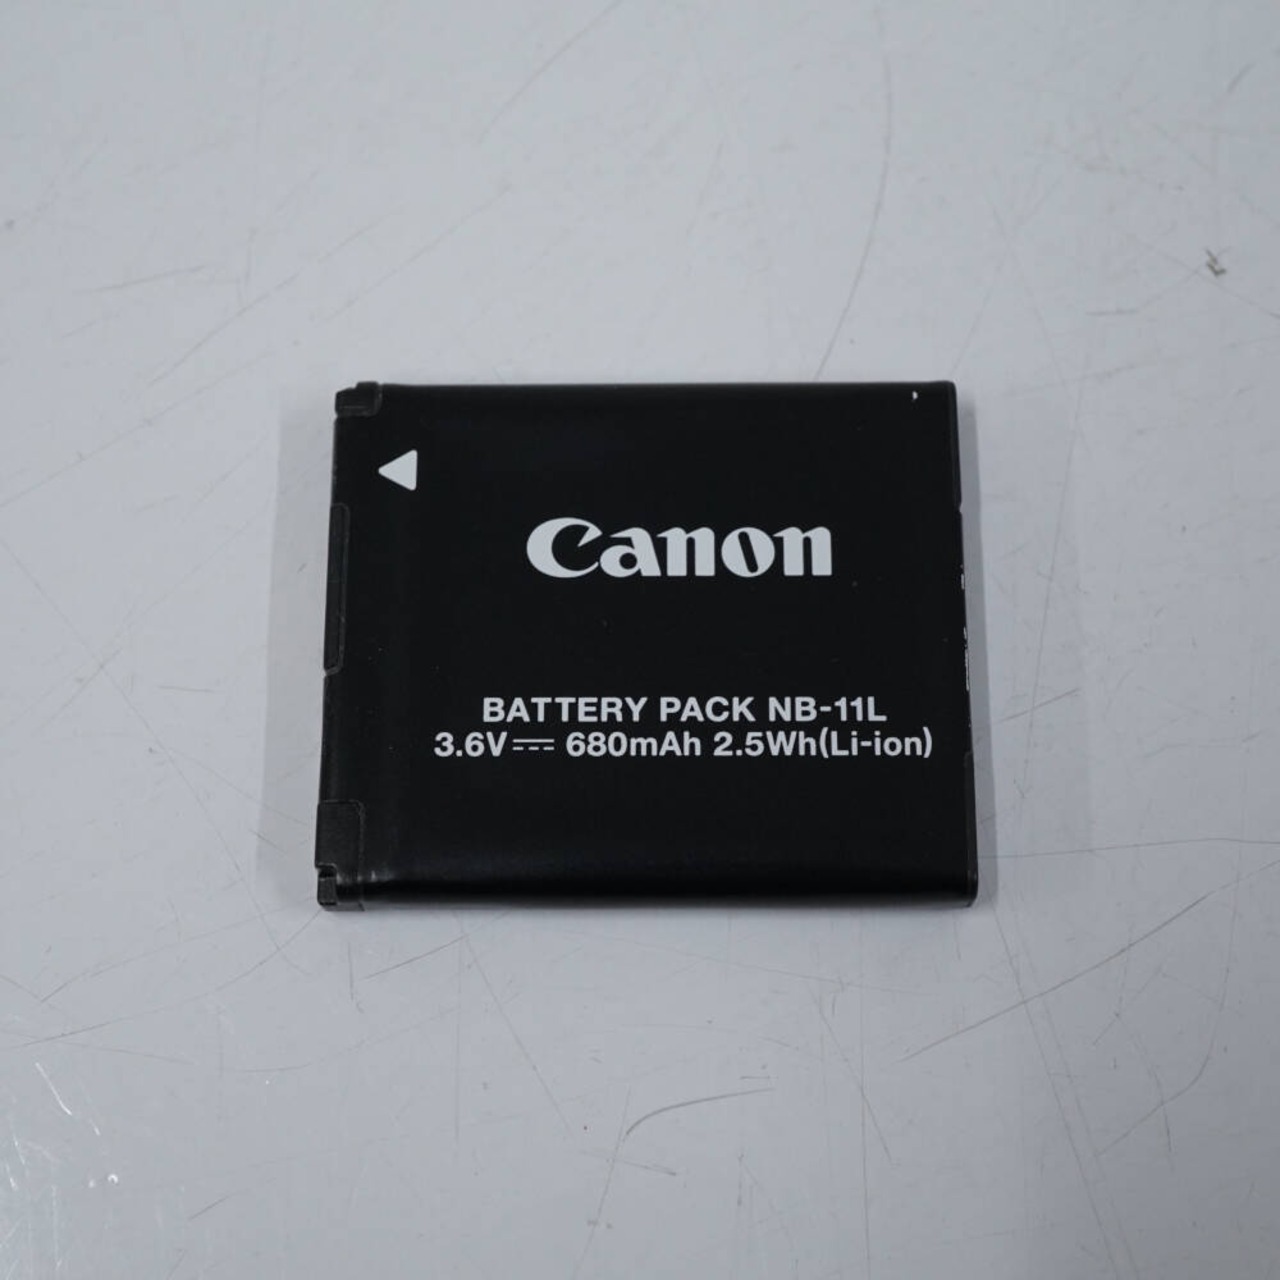 Canon
BATTERY PACK NB-11L
3.6V⎓ 680mAh 2.5Wh(Li-ion)